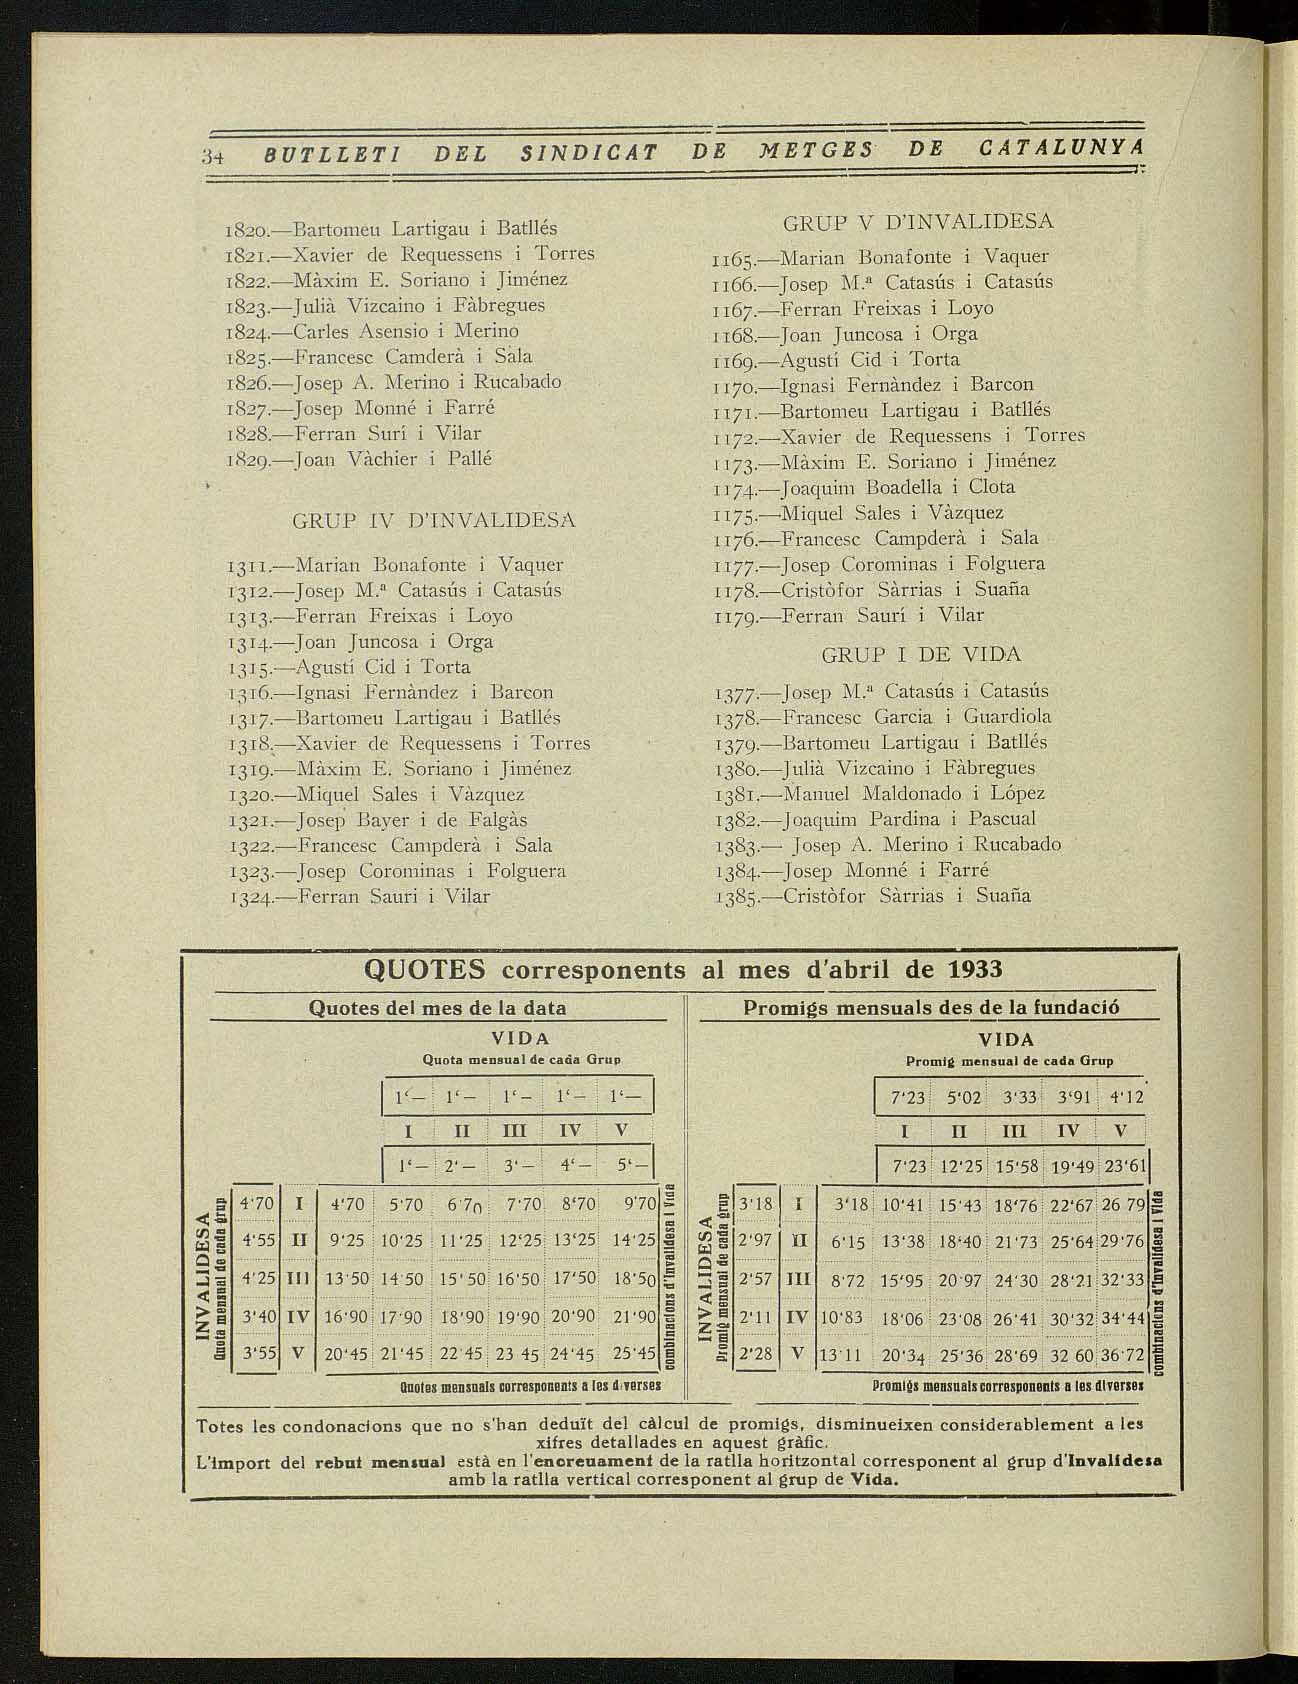 34 BUTLLETI DEL SINDICAT DE METGES DE CATALUNYA
1820.—Bartomeu Lartigau i Batllés
1821.—Xavier de Requessens i Torres
1822.—Màxim E. Soriano i Jiménez
1823.—Julià Vizcaino i Fàbregues
1824.—Carles Asensio i Merino
1825.—Francesc Camderà i Sala
1826.—Josep A. Merino i Rucabado
1827.—Josep Monné i Farré
1828.—Ferran Surí i Vilar
1829.—Joan Vàchier i Pallé
GRUP IV D'INVALIDESA
1311.—Marian Bonafonte i Vaquer
1312.—Josep M.ª Catasús i Catasús
1313.—Ferran Freixas i Loyo
1314.—Joan Juncosa i Orga
1315.—Agustí Cid i Torta
1316.—Ignasi Fernàndez i Barcon
1317.—Bartomeu Lartigau i Batllés
1318.—Xavier de Requessens i Torres
1319.—Màxim E. Soriano i Jiménez
1320.—Miquel Sales i Vàzquez
1321.—Josep Bayer i de Falgàs
1322.—Francesc Campderà i Sala
1323.—Josep Corominas i Folguera
1324.—Ferran Sauri i Vilar
GRUP V D'INVALIDESA
1165.—Marian Bonafonte i Vaquer
1166.—Josep M.ª Catasús i Catasús
1167.—Ferran Freixas i Loyo
1168.—Joan Juncosa i Orga
1169.—Agustí Cid i Torta
1170.—Ignasi Fernàndez i Barcon
1171.—Bartomeu Lartigau i Batllés
1172.—Xavier de Requessens i Torres
1173.—Màxim E. Soriano i Jiménez
1174.—Joaquim Boadella i Clota
1175.—Miquel Sales i Vàzquez
1176.—Francesc Campderà i Sala
1177.—Josep Corominas i Folguera
1178.—Cristòfor Sàrrias i Suaña
1179.—Ferran Saurí i Vilar
GRUP I DE VIDA
1377.—Josep M.ª Catasús i Catasús
1378.—Francesc Garcia i Guardiola
1379.—Bartomeu Lartigau i Batllés
1380.—Julià Vizcaino i Fàbregues
1381.—Manuel Maldonado i López
1382.—Joaquim Pardina i Pascual
1383.— Josep A. Merino i Rucabado
1384.—Josep Monné i Farré
1385.—Cristòfor Sàrrias i Suaña
QUOTES corresponents al mes d'abril de 1933
Quotes del mes de la data
VIDA
Quota mensual de cada Grup
1‘— 1‘— 1‘— 1‘— 1‘—
I II III IV V
1‘— 2‘— 3‘— 4‘— 5‘—
INVALIDESA
Quota mensual de cada grup
4'70 I 4'70 5'70 6'70 7'70 8'70 9'70
4'55 II 9'25 10'25 11'25 12'25 13'25 14'25
4'25 III 13'50 14'50 15'50 16'50 17'50 18'50
3'40 IV 16'90 17'90 18'90 19'90 20'90 21'90
3'55 V 20'45 21'45 22'45 23 45 24'45 25'45
combinacions d'Invalidesa i Vida
Quotes mensuals corresponents a les diverses
Promigs mensuals des de la fundació
VIDA
Promig mensual de cada Grup
7'23 5'02 3'33 3'91 4'12
I II III IV V
7'23 12'25 15'58 19'49 23'61
INVALIDESA
Promig mensual de cada grup
3'18 I 3'18 10'41 15'43 18'76 22'67 26 79
2'97 II 6'15 13'38 18'40 21'73 25'64 29'76
2'57 III 8'72 15'95 20'97 24'30 28'21 32'33
2'11 IV 10'83 18'06 23'08 26'41 30'32 34'44
2'28 V 13'11 20'34 25'36 28'69 32 60 36'72
combinacions d'Invalidesa i Vida
Promigs mensuals corresponents a les diverses
Totes les condonacions que no s'han deduït del càlcul de promigs, disminueixen considerablement a les
xifres detallades en aquest gràfic.
L'import del rebut mensual està en l'encreuament de la ratlla horitzontal corresponent al grup d'Invalidesa
amb la ratlla vertical corresponent al grup de Vida.